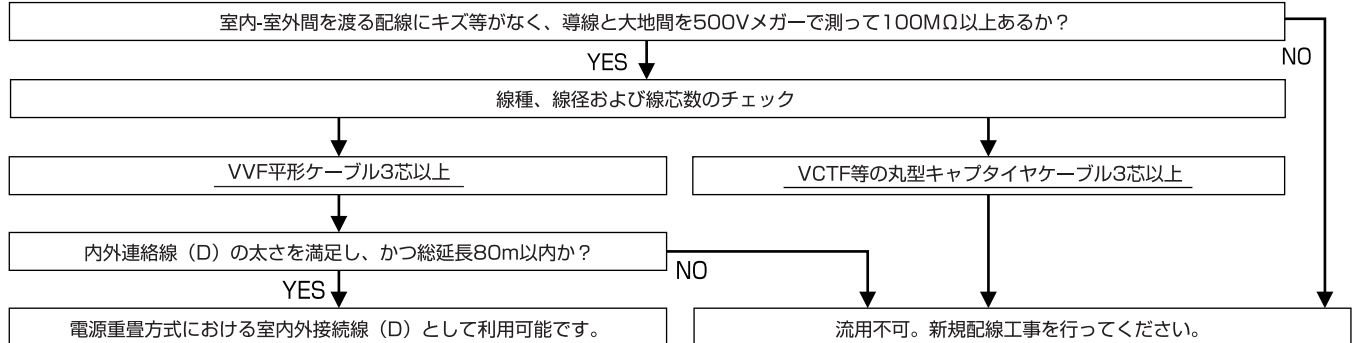 室内-室外間を渡る配線にキズ等がなく、導線と大地間を500Vメガーで測って100MΩ以上あるか？
YES
NO
線種、線径および線芯数のチェック
VVF平形ケーブル3芯以上
VCTF等の丸型キャプタイヤケーブル3芯以上
内外連絡線（D）の太さを満足し、かつ総延長80m以内か？
NO
YES
電源重畳方式における室内外接続線（D）として利用可能です。
流用不可。新規配線工事を行ってください。